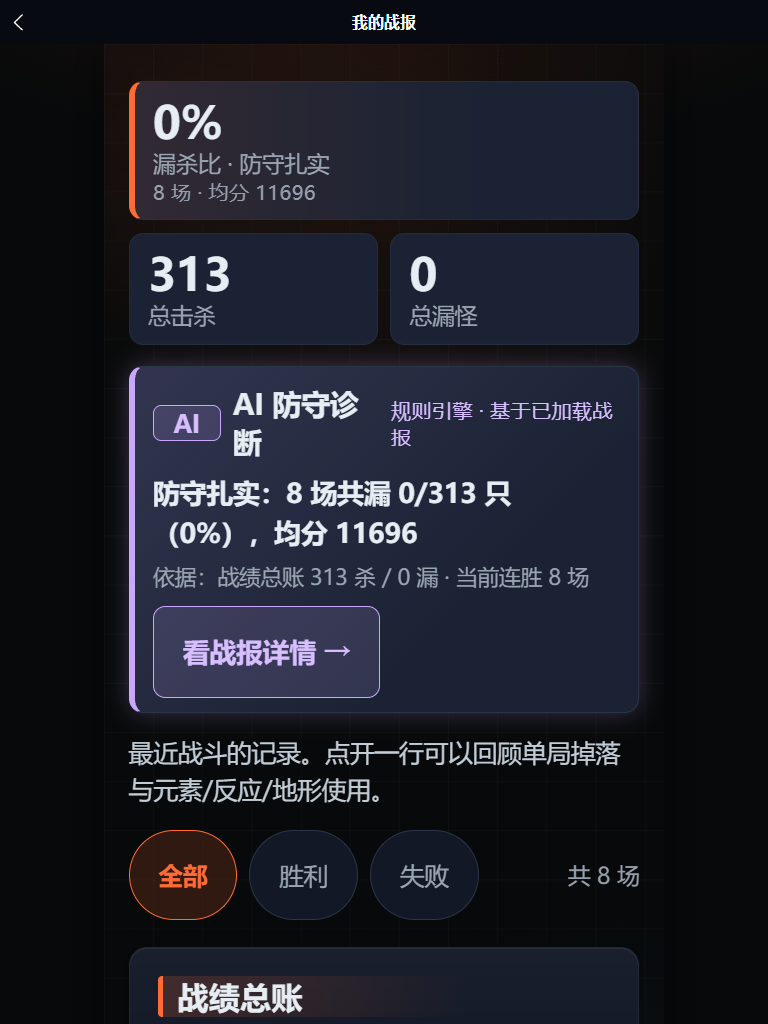 我的战报
0%
漏杀比 · 防守扎实
8 场 · 均分 11696
313
总击杀
0
总漏怪
AI
AI 防守诊
断
规则引擎 · 基于已加载战
报
防守扎实：8 场共漏 0/313 只
（0%），均分 11696
依据：战绩总账 313 杀 / 0 漏 · 当前连胜 8 场
看战报详情 →
最近战斗的记录。点开一行可以回顾单局掉落
与元素/反应/地形使用。
全部
胜利
失败
共 8 场
战绩总账